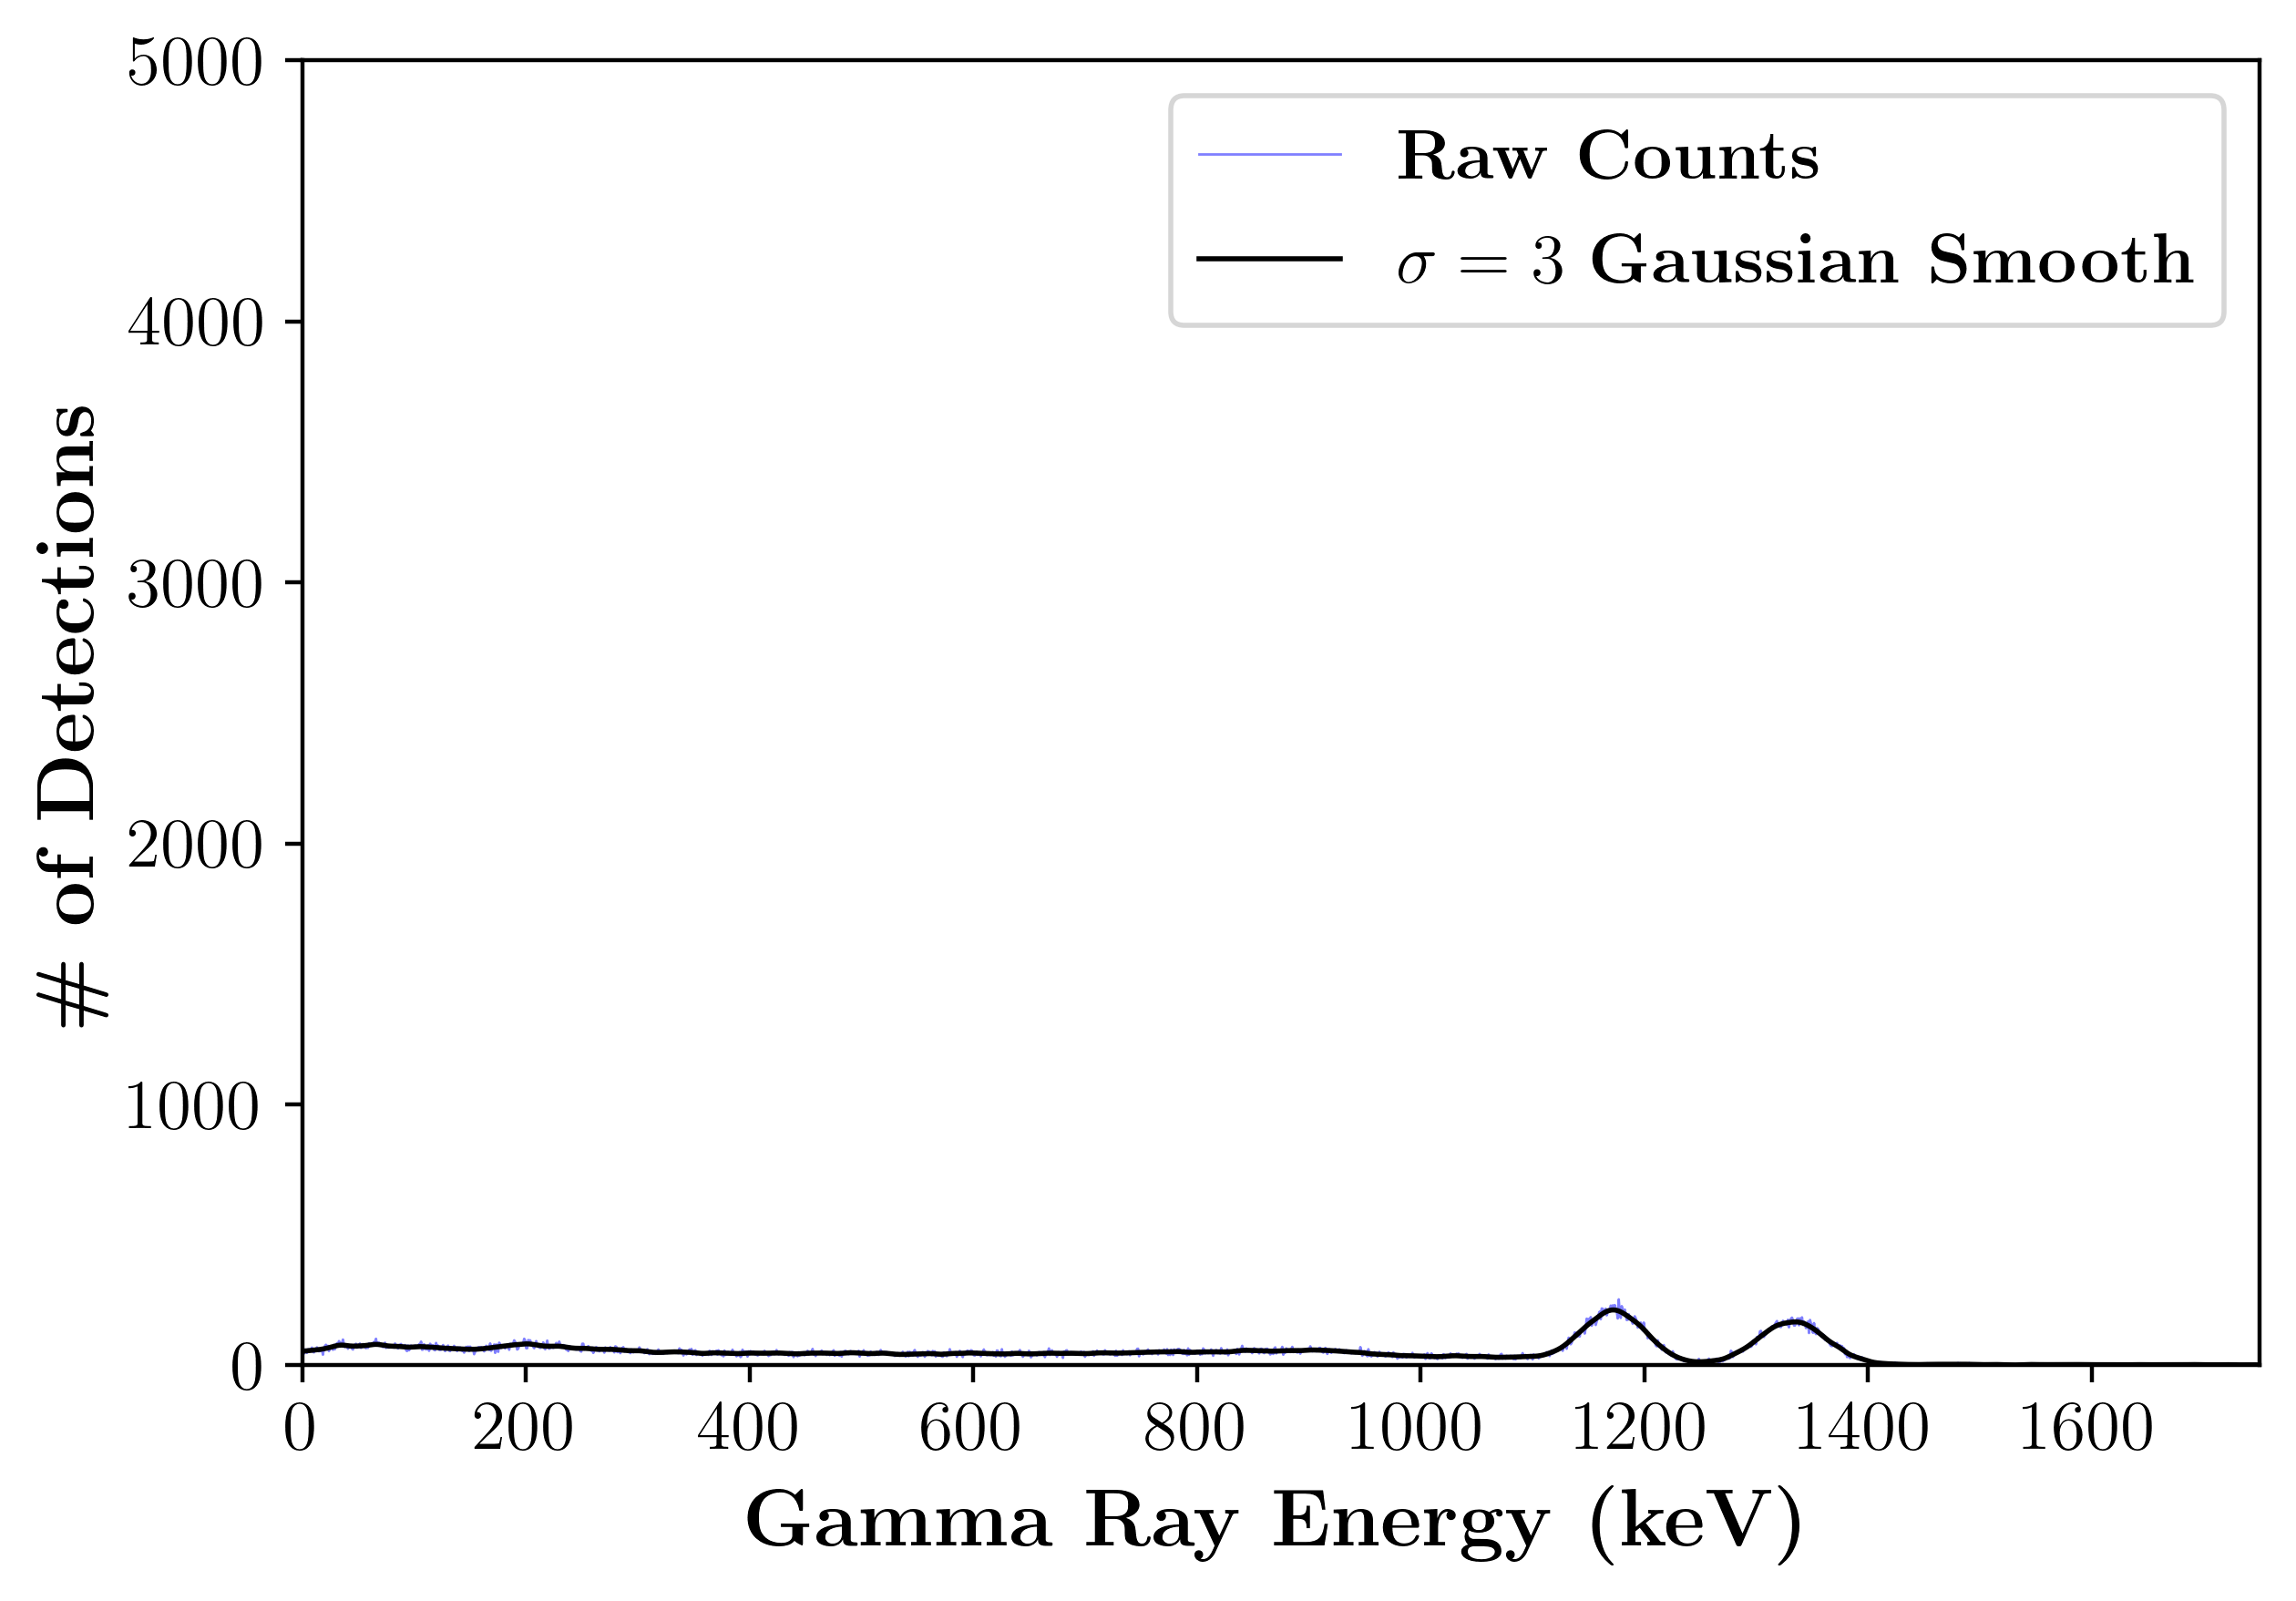 5000
4000
3000
2000
1000
0
# of Detections
Raw Counts
σ = 3 Gaussian Smooth
0 200 400 600 800 1000 1200 1400 1600
Gamma Ray Energy (keV)